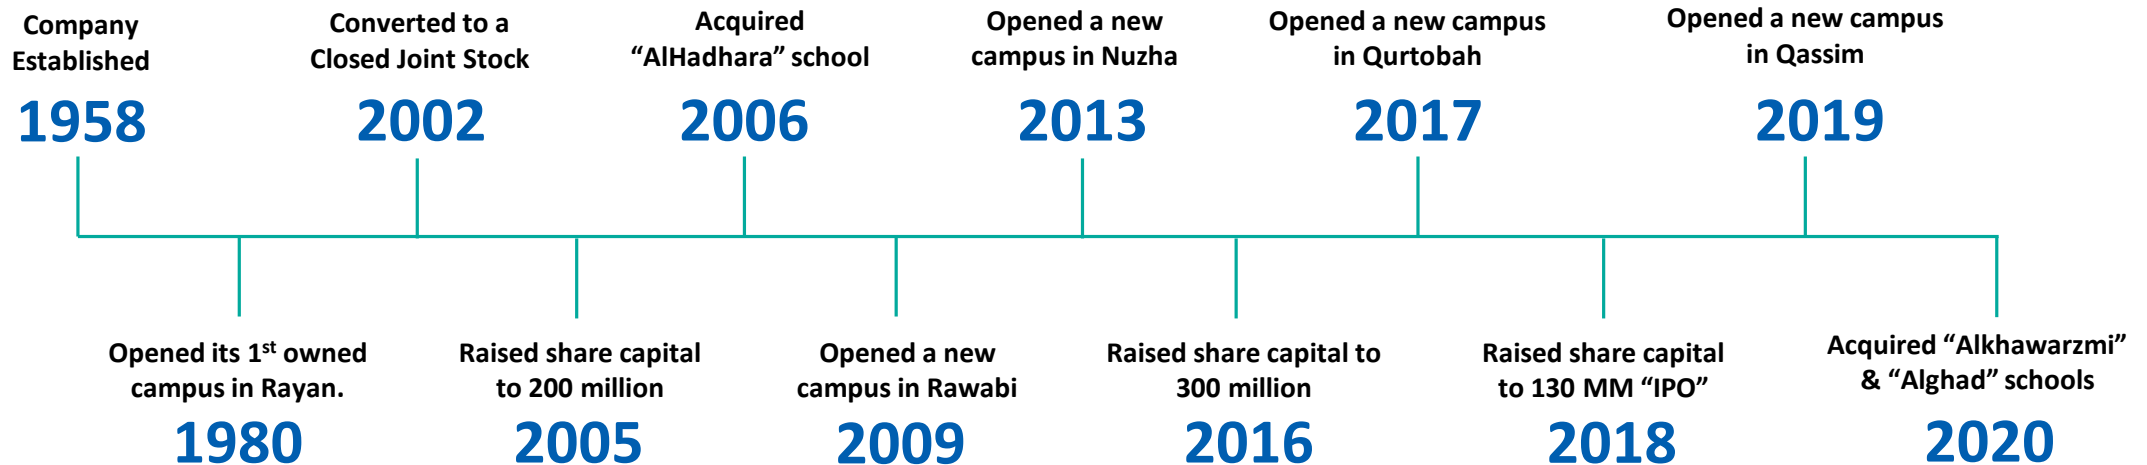 Company
Established
1958
Converted to a
Closed Joint Stock
2002
Acquired
“AlHadhara” school
2006
Opened a new
campus in Nuzha
2013
Opened a new campus
in Qurtobah
2017
Opened a new campus
in Qassim
2019
Opened its 1st owned
campus in Rayan.
1980
Raised share capital
to 200 million
2005
Opened a new
campus in Rawabi
2009
Raised share capital to
300 million
2016
Raised share capital
to 130 MM “IPO”
2018
Acquired “Alkhawarzmi”
& “Alghad” schools
2020